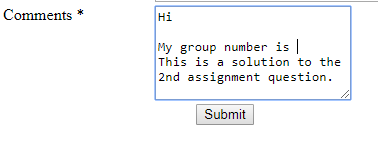 Comments *
Hi

My group number is
This is a solution to the
2nd assignment question.
Submit